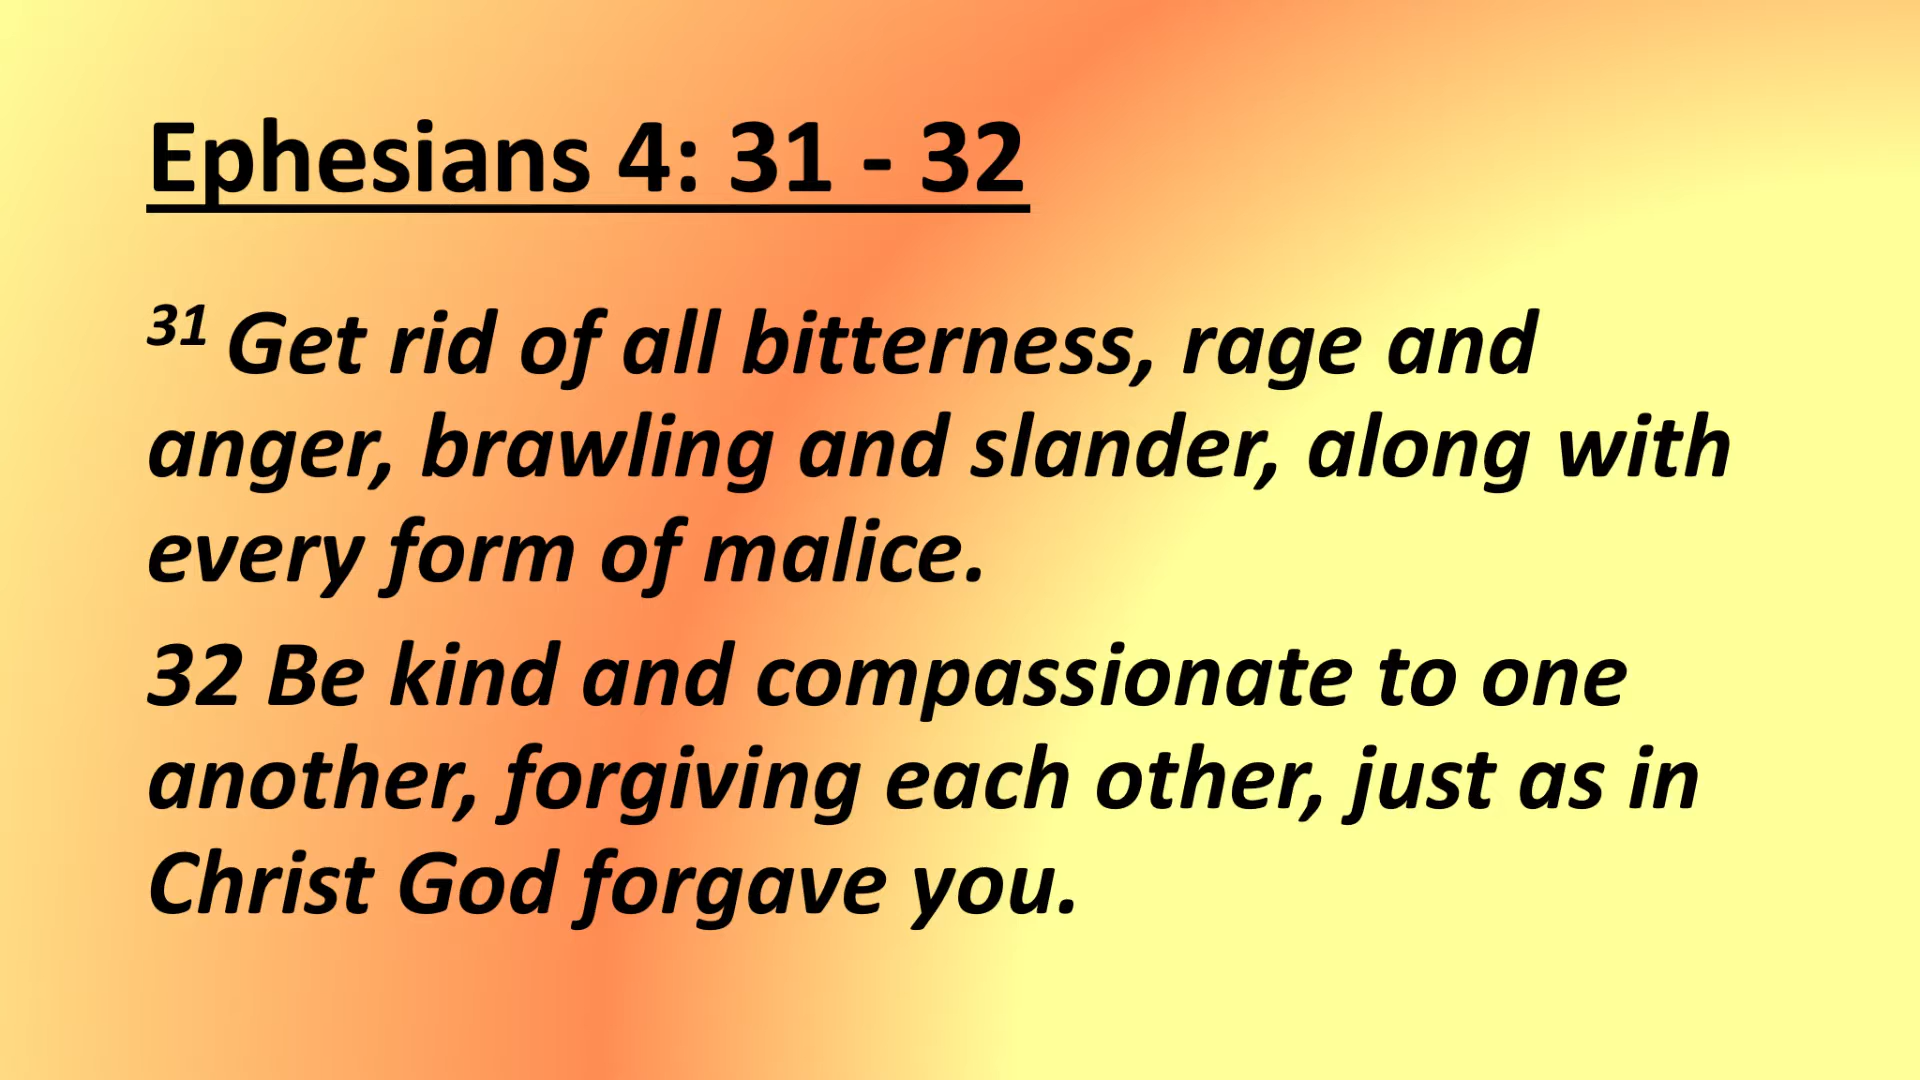 Ephesians 4: 31 - 32
31 Get rid of all bitterness, rage and
anger, brawling and slander, along with
every form of malice.
32 Be kind and compassionate to one
another, forgiving each other, just as in
Christ God forgave you.